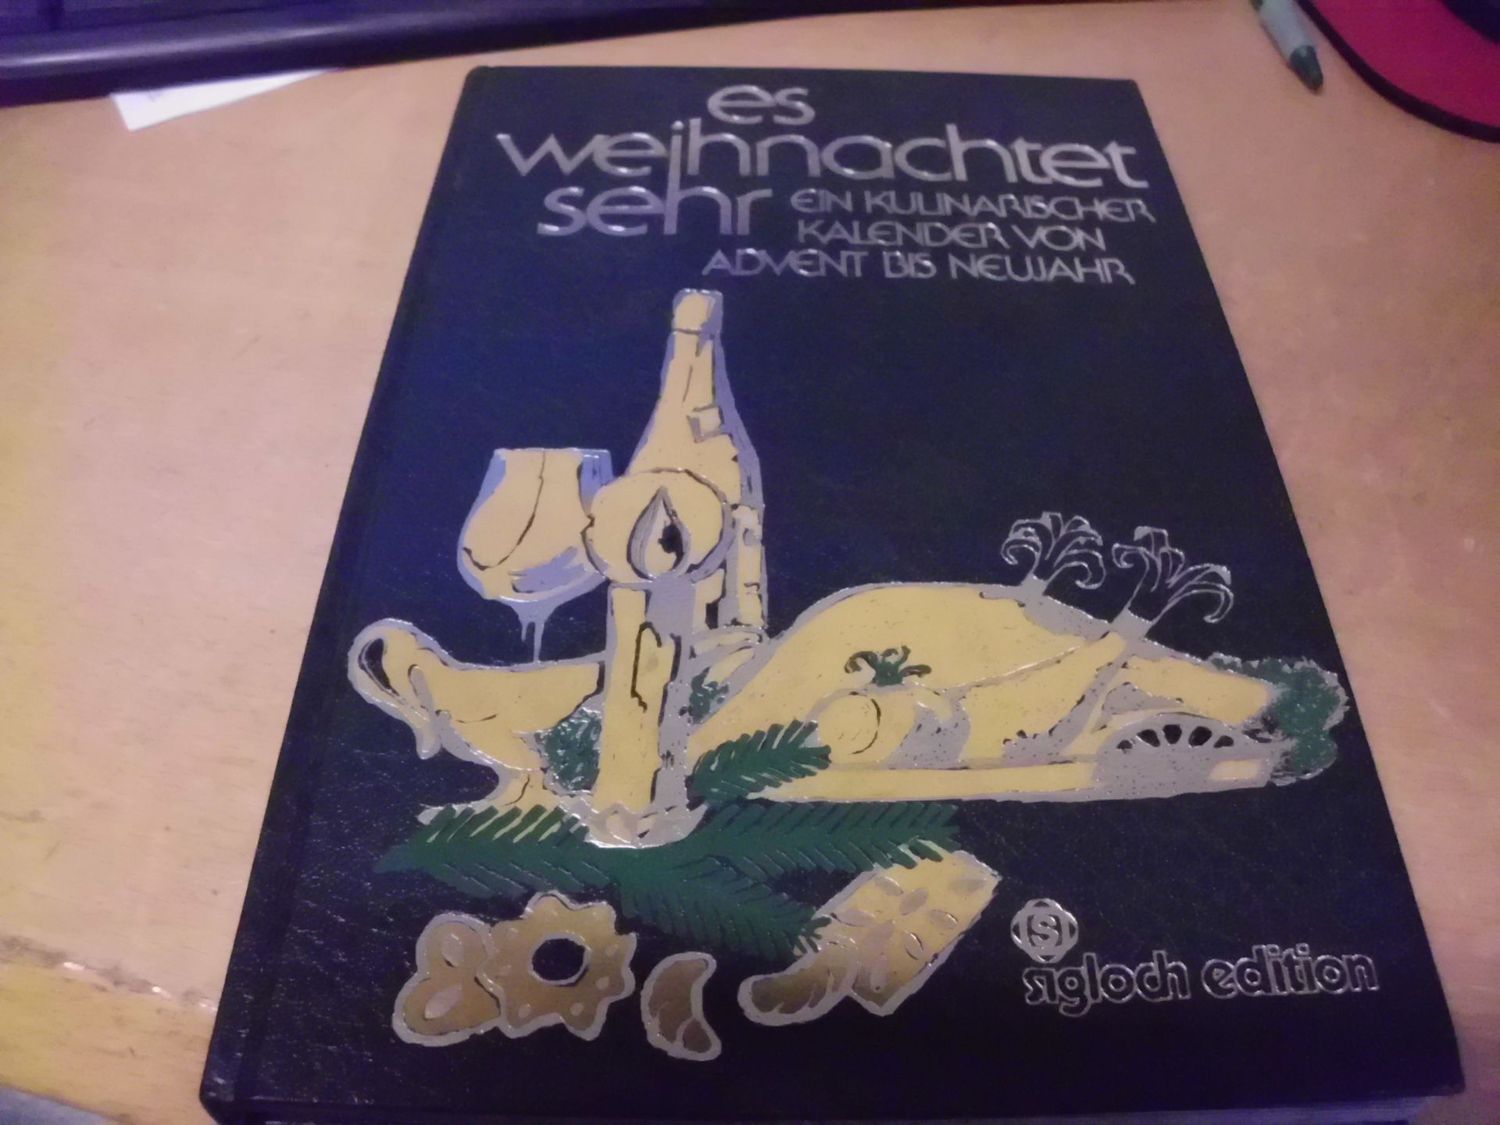 es
weihnachtet
sehr EIN KULINARISCHER
KALENDER VON
ADVENT BIS NEUJAHR
S
sigloch edition